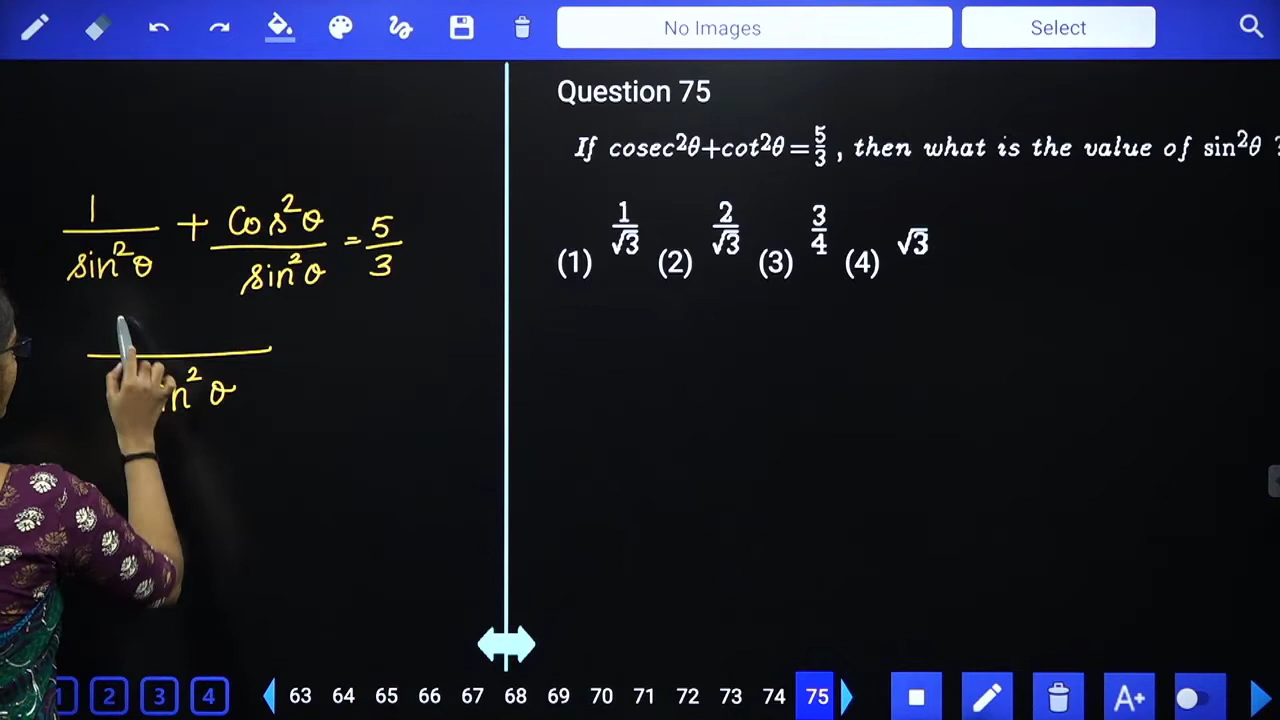 No Images
Select
Question 75
If cosec²θ+cot²θ=5/3, then what is the value of sin²θ ?
(1) 1/√3 (2) 2/√3 (3) 3/4 (4) √3
1/sin²θ + Cos²θ/sin²θ = 5/3
n²θ
1 2 3 4 63 64 65 66 67 68 69 70 71 72 73 74 75 A+